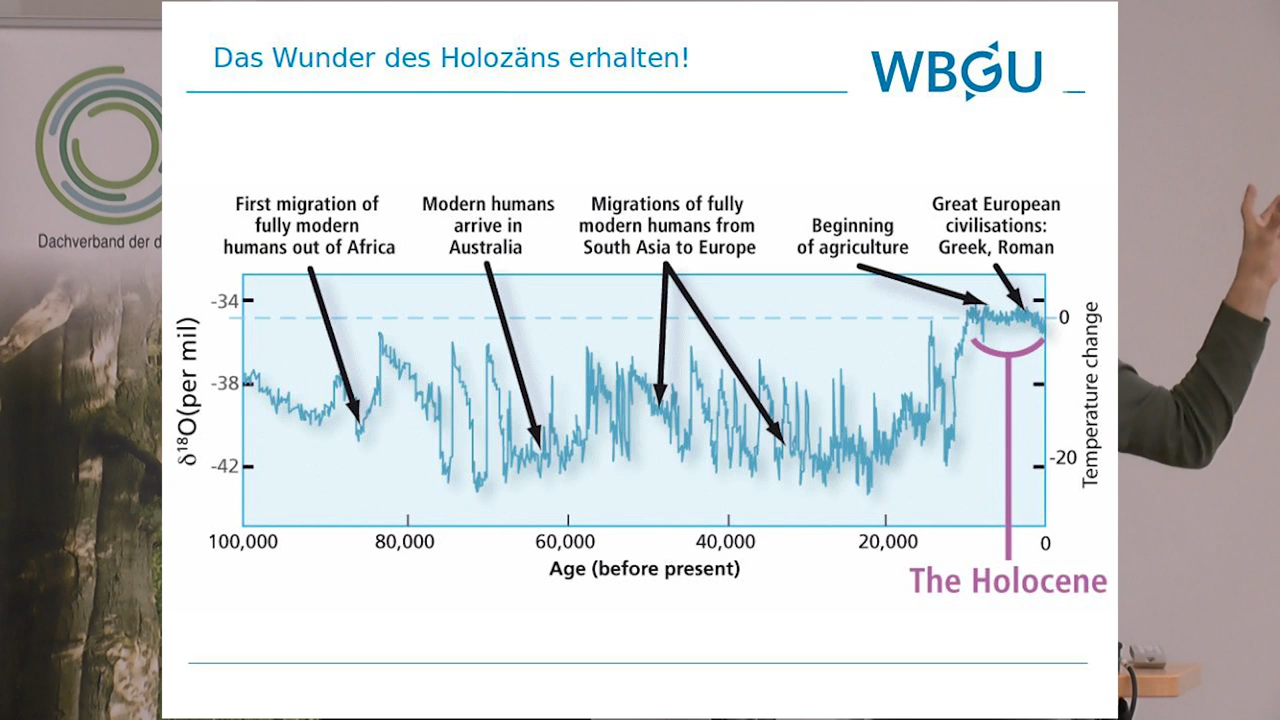 Das Wunder des Holozäns erhalten!
WBGU
Dachverband der d
First migration of
fully modern
humans out of Africa
Modern humans
arrive in
Australia
Migrations of fully
modern humans from
South Asia to Europe
Beginning
of agriculture
Great European
civilisations:
Greek, Roman
-34
-38
-42
δ¹⁸O(per mil)
0
-20
Temperature change
100,000
80,000
60,000
40,000
20,000
0
Age (before present)
The Holocene